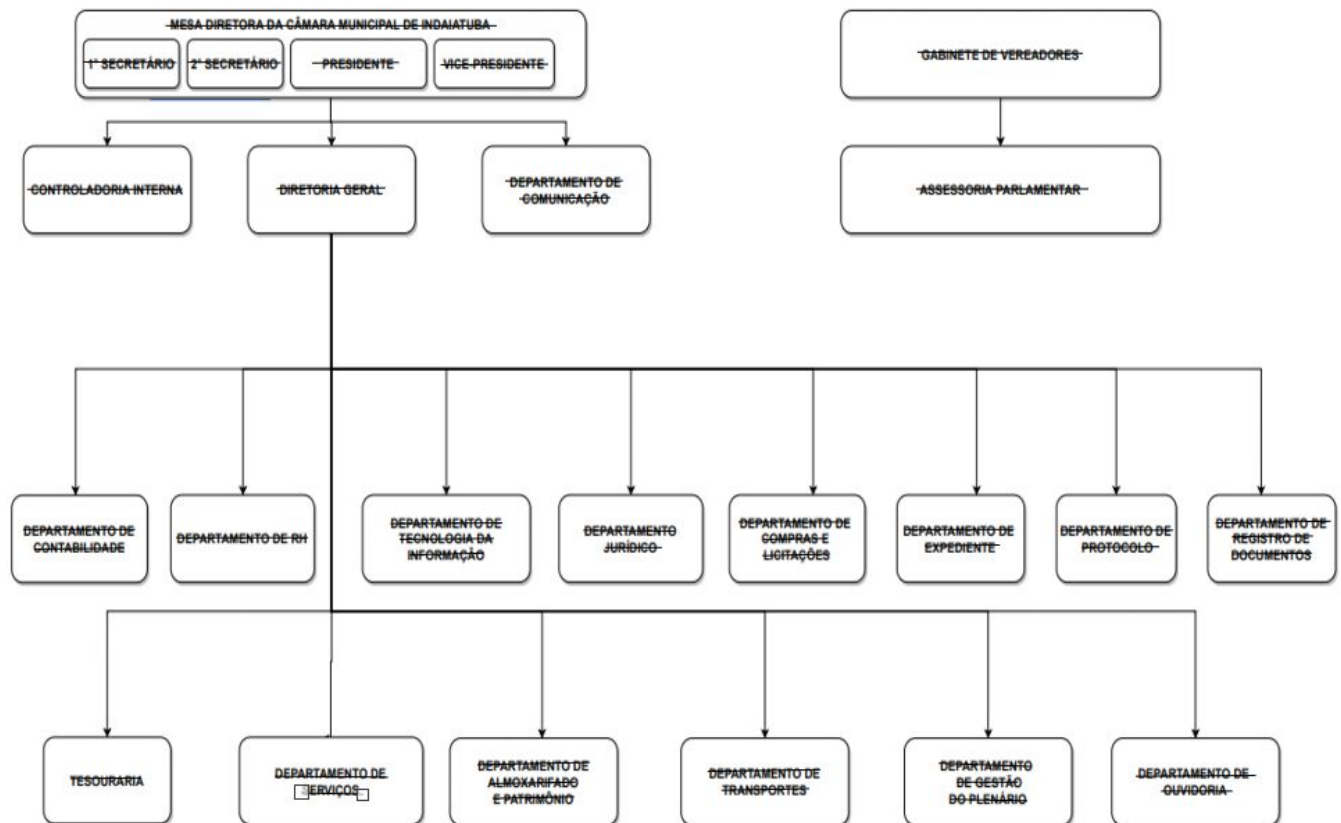 MESA DIRETORA DA CÂMARA MUNICIPAL DE INDAIATUBA
1° SECRETÁRIO
2° SECRETÁRIO
PRESIDENTE
VICE-PRESIDENTE
GABINETE DE VEREADORES
CONTROLADORIA INTERNA
DIRETORIA GERAL
DEPARTAMENTO DE
COMUNICAÇÃO
ASSESSORIA PARLAMENTAR
DEPARTAMENTO DE
CONTABILIDADE
DEPARTAMENTO DE RH
DEPARTAMENTO DE
TECNOLOGIA DA
INFORMAÇÃO
DEPARTAMENTO
JURÍDICO
DEPARTAMENTO DE
COMPRAS E
LICITAÇÕES
DEPARTAMENTO DE
EXPEDIENTE
DEPARTAMENTO DE
PROTOCOLO
DEPARTAMENTO DE
REGISTRO DE
DOCUMENTOS
TESOURARIA
DEPARTAMENTO DE
SERVIÇOS
DEPARTAMENTO DE
ALMOXARIFADO
E PATRIMÔNIO
DEPARTAMENTO DE
TRANSPORTES
DEPARTAMENTO
DE GESTÃO
DO PLENÁRIO
DEPARTAMENTO DE
OUVIDORIA